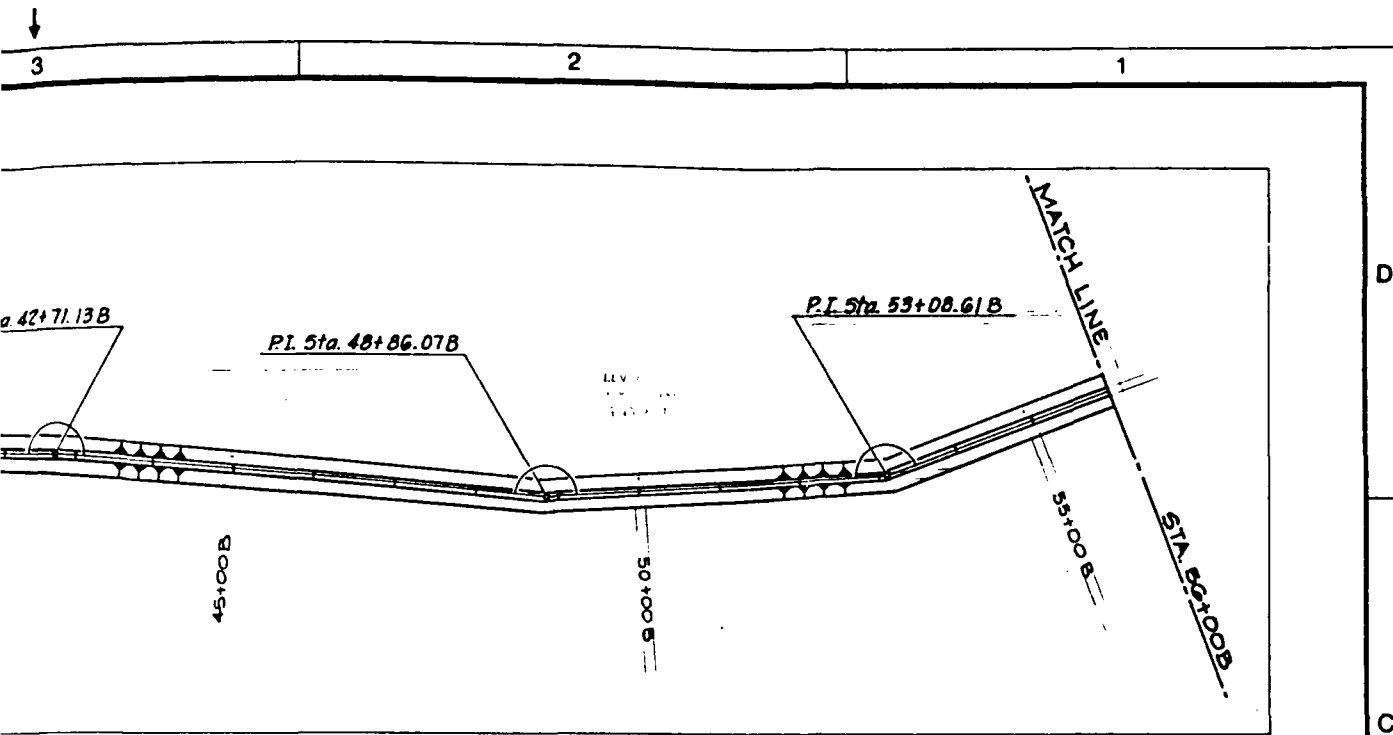 3
2
1
D
MATCH LINE
a. 42+71.13 B
P.I. Sta. 48+86.07 B
P.I. Sta. 53+08.61 B
45+00 B
50+00 B
55+00 B
STA. 56+00 B
C